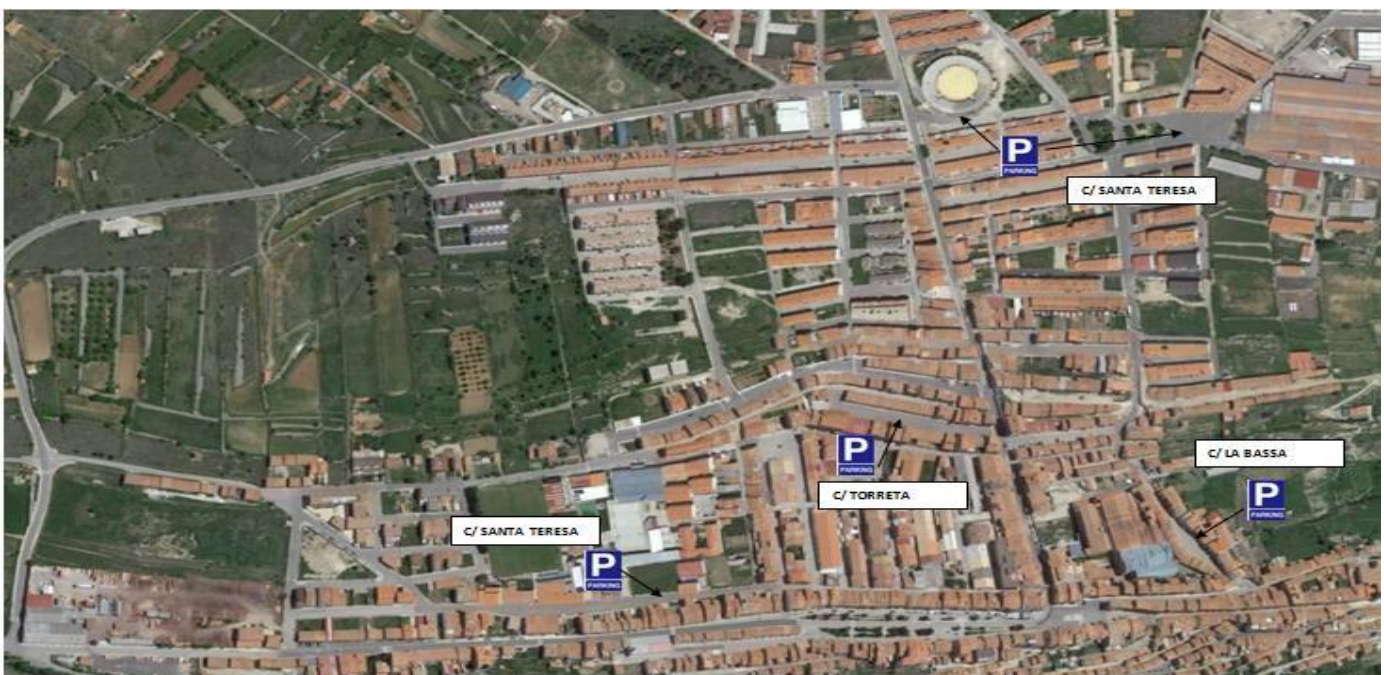 P
PARKING
C/ SANTA TERESA
P
PARKING
C/ TORRETA
C/ LA BASSA
P
PARKING
C/ SANTA TERESA
P
PARKING